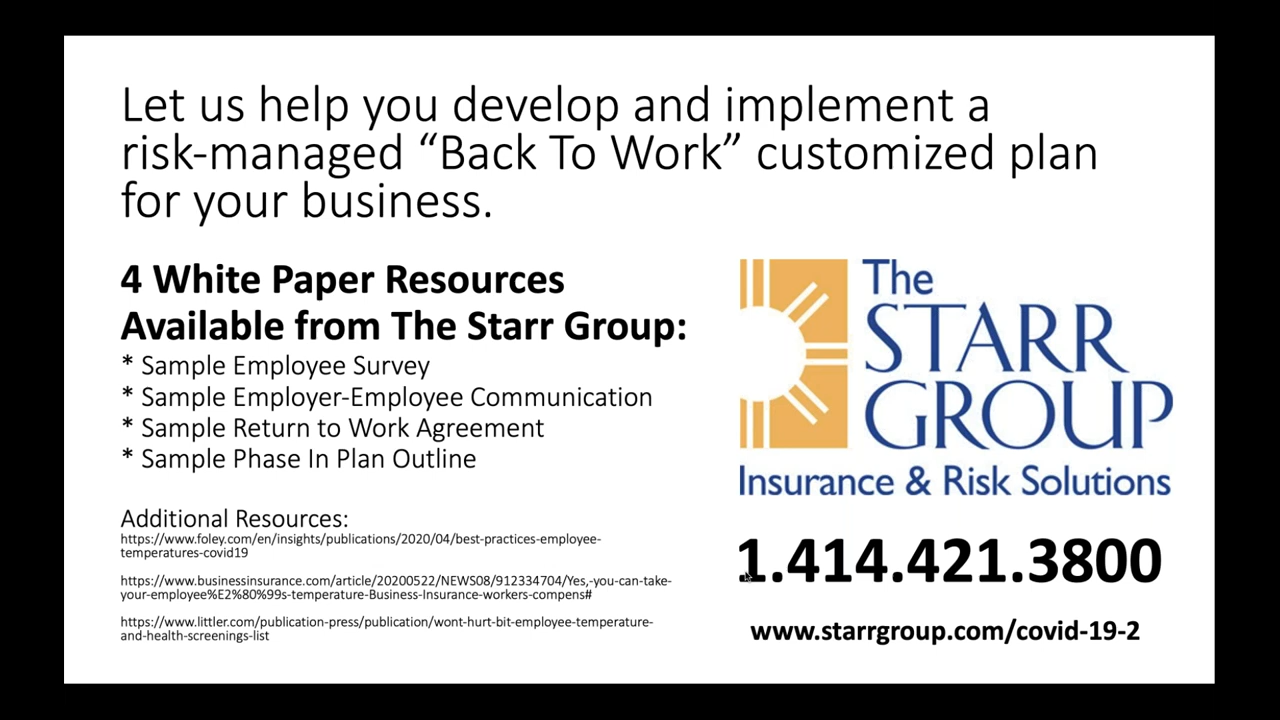 Let us help you develop and implement a
risk-managed “Back To Work” customized plan
for your business.
4 White Paper Resources
Available from The Starr Group:
* Sample Employee Survey
* Sample Employer-Employee Communication
* Sample Return to Work Agreement
* Sample Phase In Plan Outline
Additional Resources:
https://www.foley.com/en/insights/publications/2020/04/best-practices-employee-
temperatures-covid19
https://www.businessinsurance.com/article/20200522/NEWS08/912334704/Yes,-you-can-take-
your-employee%E2%80%99s-temperature-Business-Insurance-workers-compens#
https://www.littler.com/publication-press/publication/wont-hurt-bit-employee-temperature-
and-health-screenings-list
The
STARR
GROUP
Insurance & Risk Solutions
1.414.421.3800
www.starrgroup.com/covid-19-2